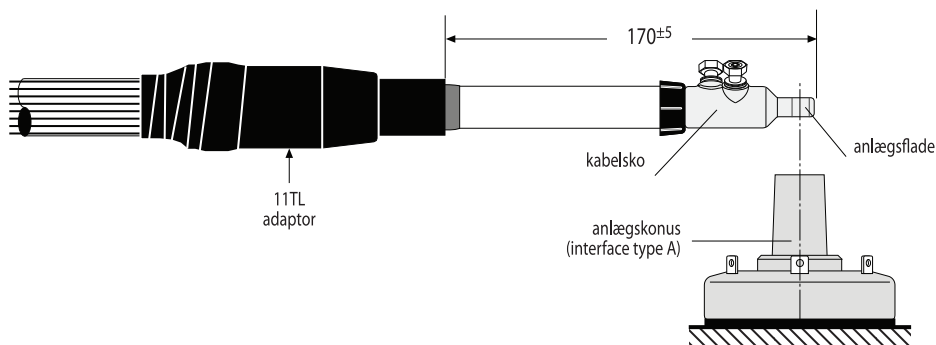 170±5
kabelsko
anlægsflade
11TL
adaptor
anlægskonus
(interface type A)